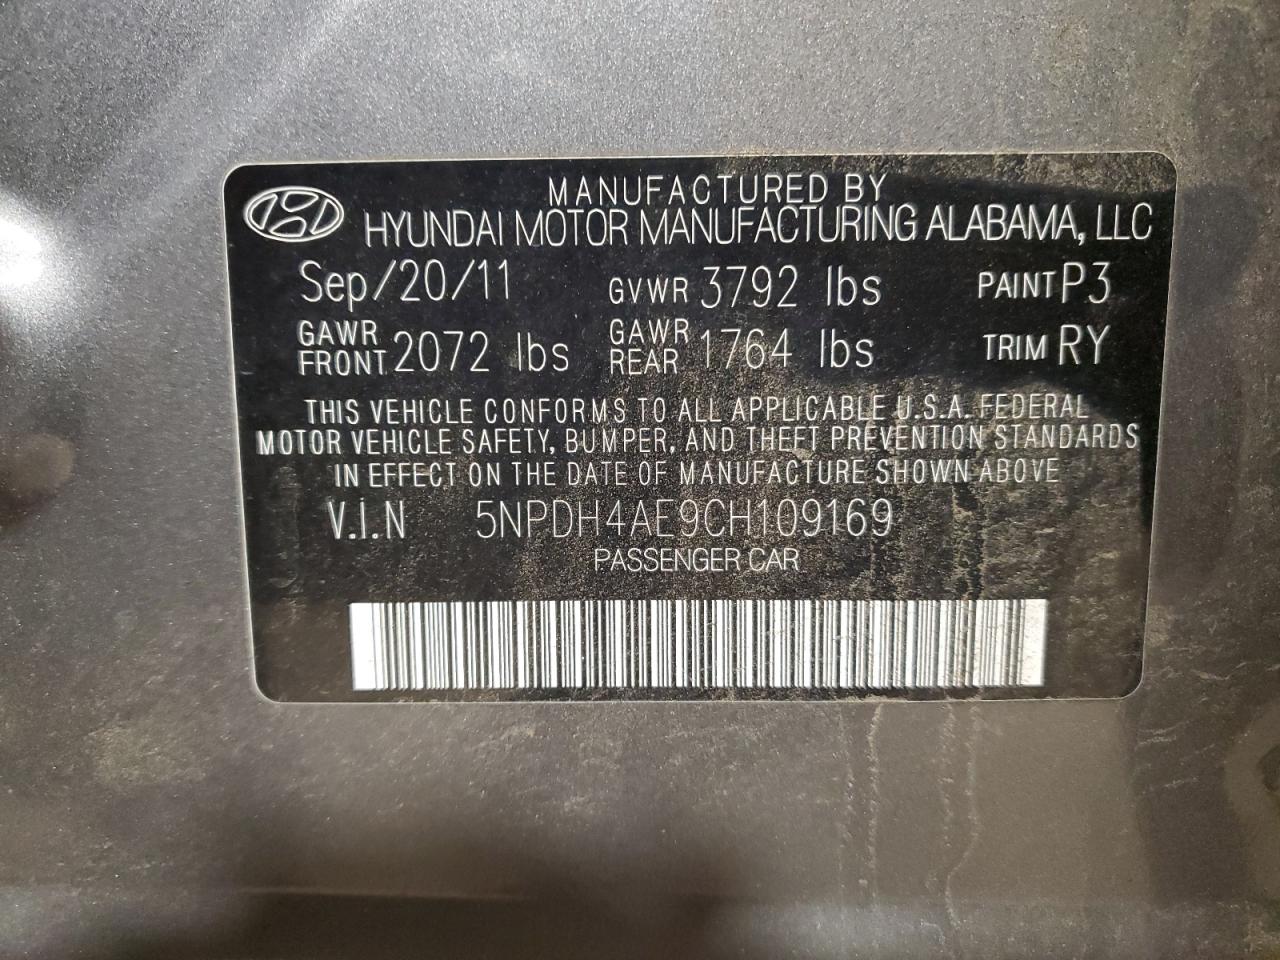 MANUFACTURED BY
HYUNDAI MOTOR MANUFACTURING ALABAMA, LLC
Sep/20/11 GVWR 3792 lbs PAINT P3
GAWR FRONT 2072 lbs GAWR REAR 1764 lbs TRIM RY
THIS VEHICLE CONFORMS TO ALL APPLICABLE U.S.A. FEDERAL
MOTOR VEHICLE SAFETY, BUMPER, AND THEFT PREVENTION STANDARDS
IN EFFECT ON THE DATE OF MANUFACTURE SHOWN ABOVE
V.I.N 5NPDH4AE9CH109169
PASSENGER CAR